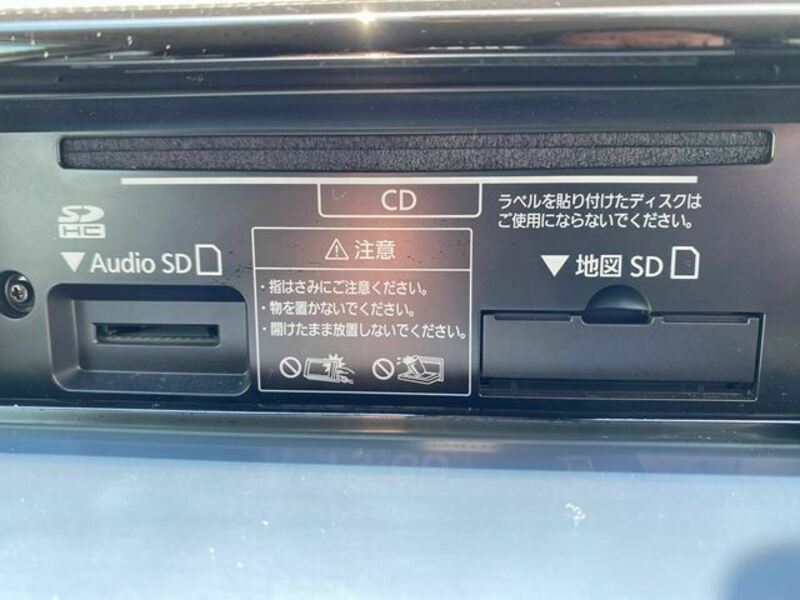 CD
ラベルを貼り付けたディスクは
ご使用にならないでください。
SD
HC
▼Audio SD
⚠注意
・指はさみにご注意ください。
・物を置かないでください。
・開けたまま放置しないでください。
▼地図 SD